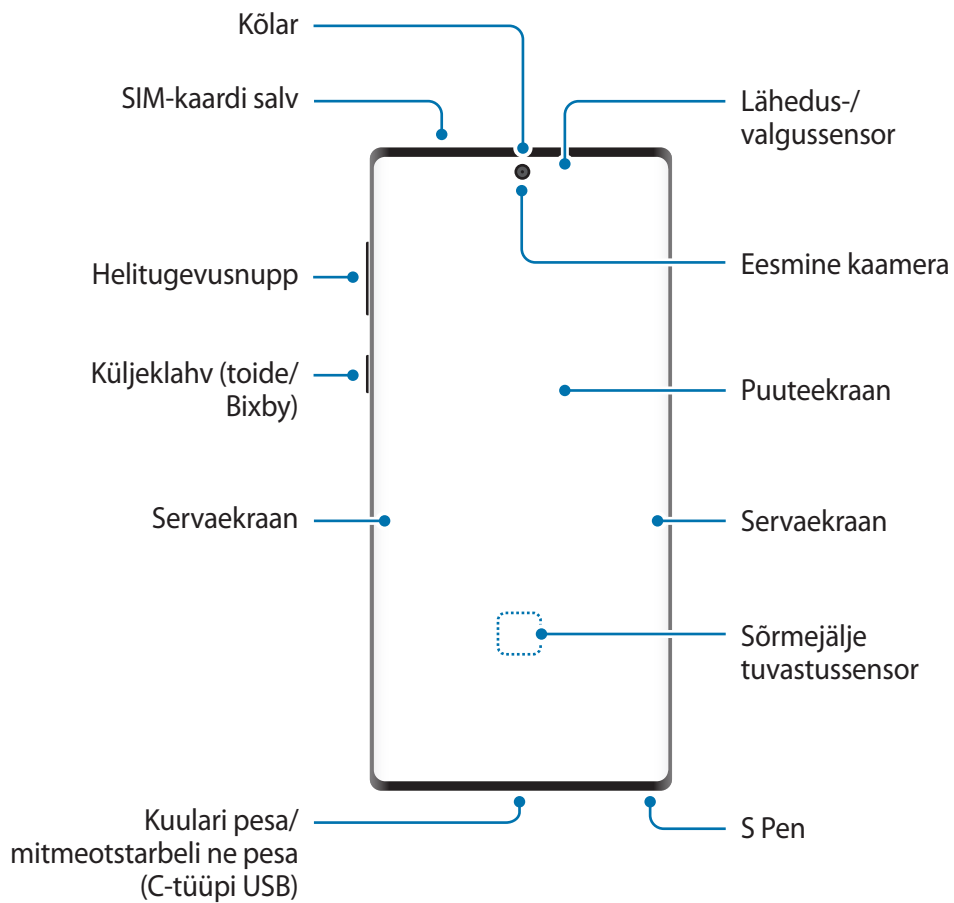 Kõlar
SIM-kaardi salv
Helitugevusnupp
Küljeklahv (toide/
Bixby)
Servaekraan
Kuulari pesa/
mitmeotstarbeli ne pesa
(C-tüüpi USB)
Lähedus-/
valgussensor
Eesmine kaamera
Puuteekraan
Servaekraan
Sõrmejälje
tuvastussensor
S Pen